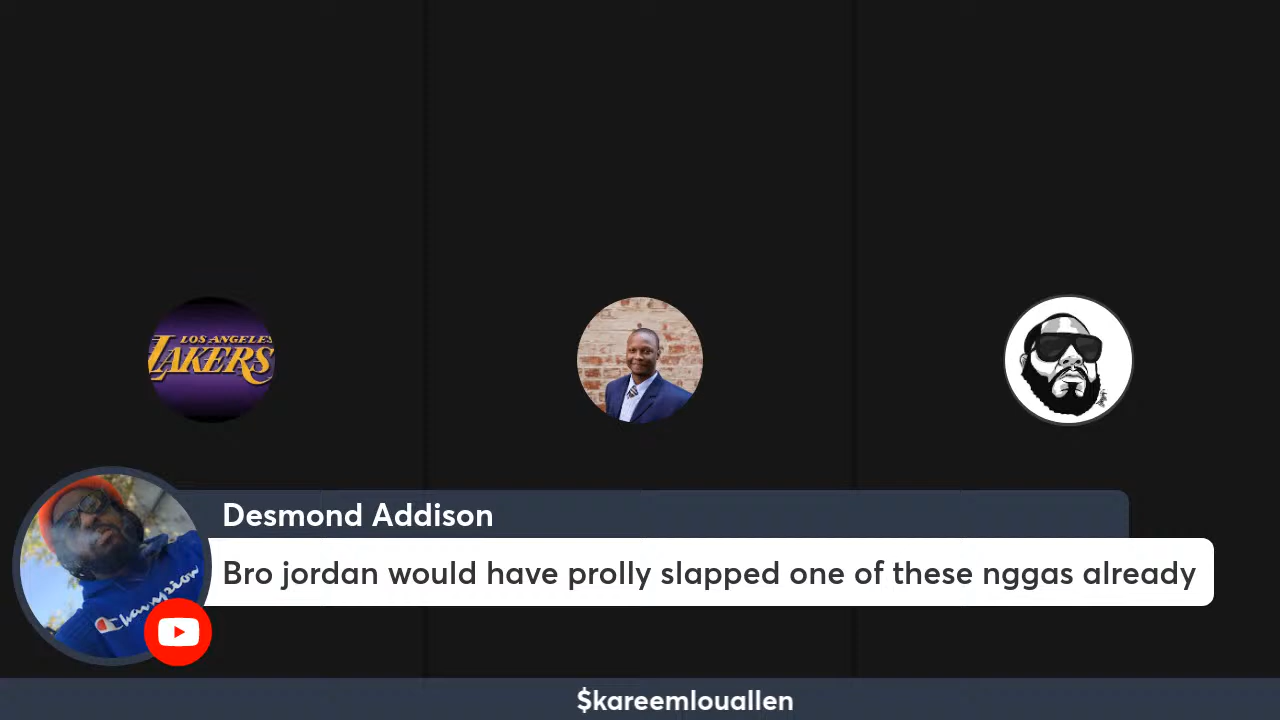 LOS ANGELES
LAKERS
Champion
Desmond Addison
Bro jordan would have prolly slapped one of these nggas already
$kareemlouallen